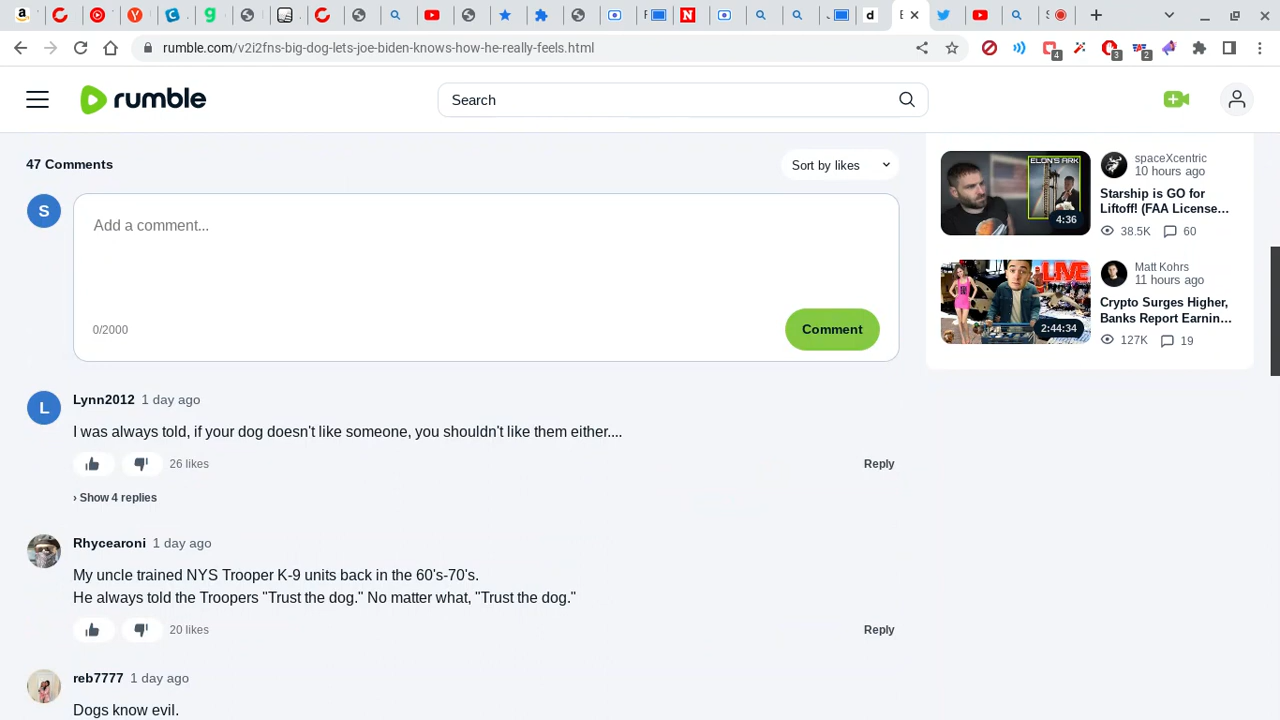 rumble.com/v2i2fns-big-dog-lets-joe-biden-knows-how-he-really-feels.html
4
3
2
rumble
Search
47 Comments
Sort by likes
S
Add a comment...
0/2000
Comment
L
Lynn2012 1 day ago
I was always told, if your dog doesn't like someone, you shouldn't like them either....
26 likes
Reply
› Show 4 replies
Rhycearoni 1 day ago
My uncle trained NYS Trooper K-9 units back in the 60's-70's.
He always told the Troopers "Trust the dog." No matter what, "Trust the dog."
20 likes
Reply
reb7777 1 day ago
Dogs know evil.
ELON'S ARK
4:36
spaceXcentric
10 hours ago
Starship is GO for
Liftoff! (FAA License...
38.5K 60
LIVE
2:44:34
Matt Kohrs
11 hours ago
Crypto Surges Higher,
Banks Report Earnin...
127K 19